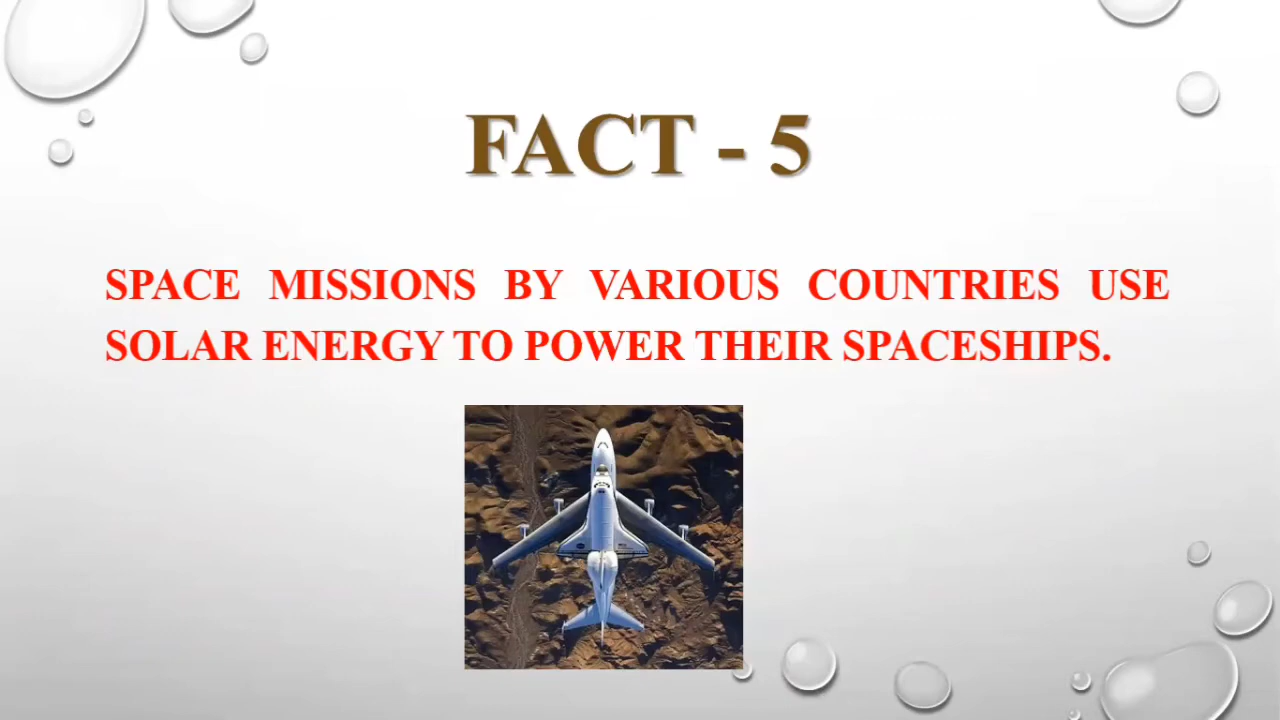 FACT - 5
SPACE MISSIONS BY VARIOUS COUNTRIES USE
SOLAR ENERGY TO POWER THEIR SPACESHIPS.